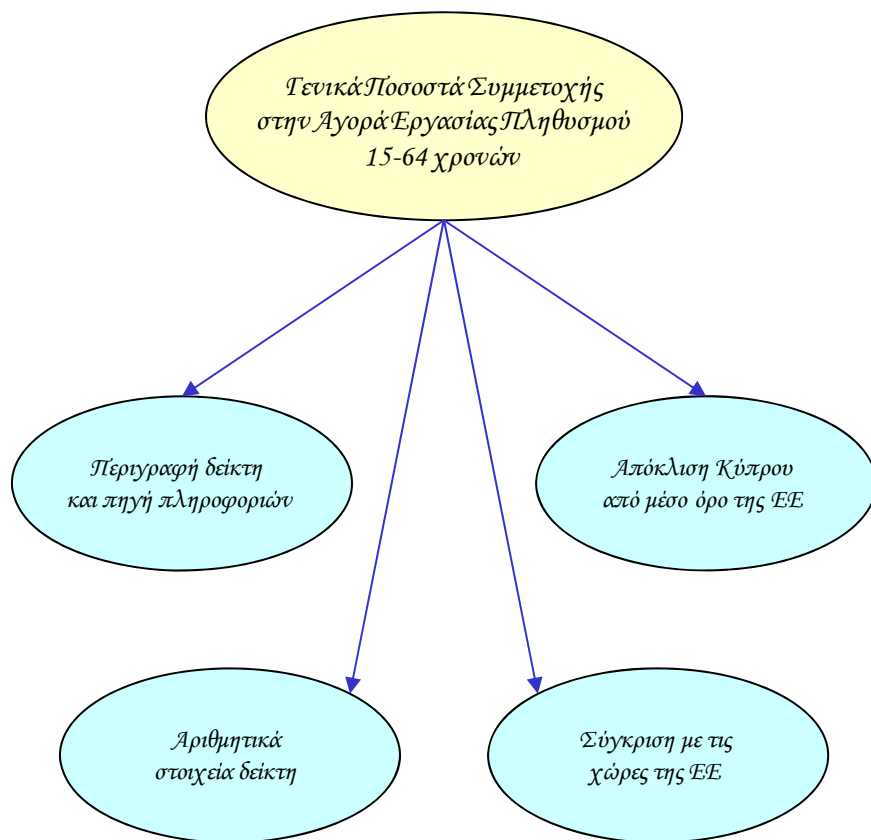 Γενικά Ποσοστά Συμμετοχής
στην Αγορά Εργασίας Πληθυσμού
15-64 χρονών
Περιγραφή δείκτη
και πηγή πληροφοριών
Απόκλιση Κύπρου
από μέσο όρο της ΕΕ
Αριθμητικά
στοιχεία δείκτη
Σύγκριση με τις
χώρες της ΕΕ